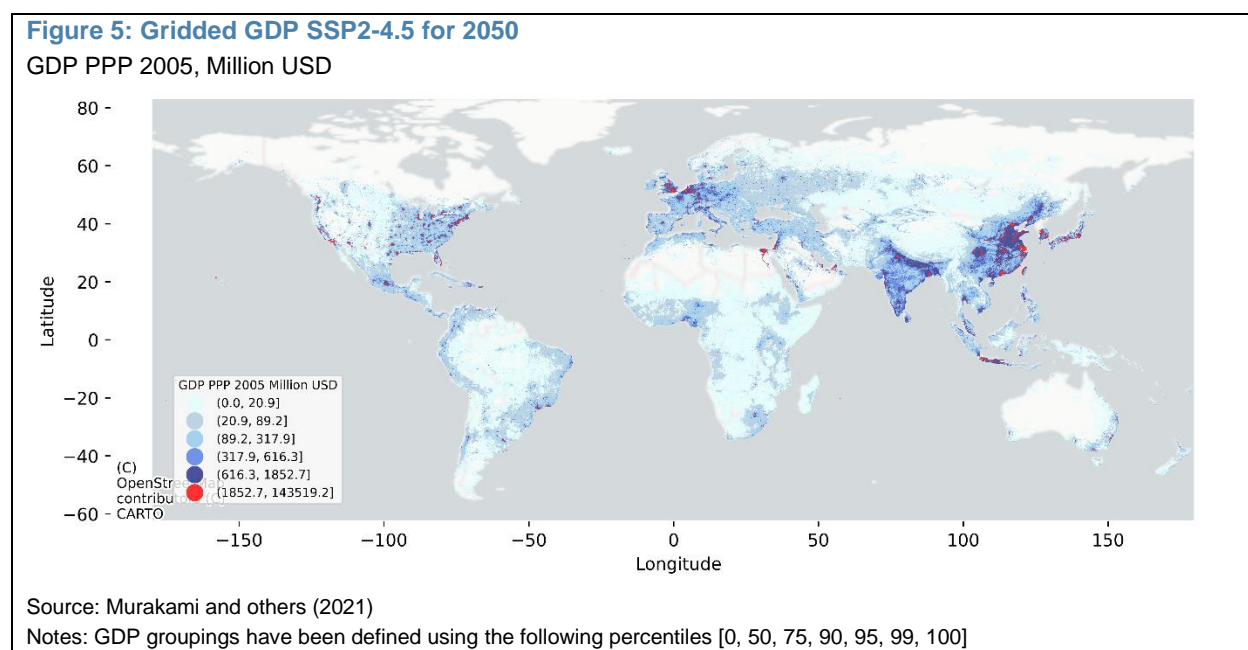 Figure 5: Gridded GDP SSP2-4.5 for 2050
GDP PPP 2005, Million USD
80
60
40
20
0
−20
−40
−60
Latitude
GDP PPP 2005 Million USD
(0.0, 20.9]
(20.9, 89.2]
(89.2, 317.9]
(317.9, 616.3]
(616.3, 1852.7]
(1852.7, 143519.2]
(C)
OpenStreetMap
contributors (C)
CARTO
−150
−100
−50
0
50
100
150
Longitude
Source: Murakami and others (2021)
Notes: GDP groupings have been defined using the following percentiles [0, 50, 75, 90, 95, 99, 100]